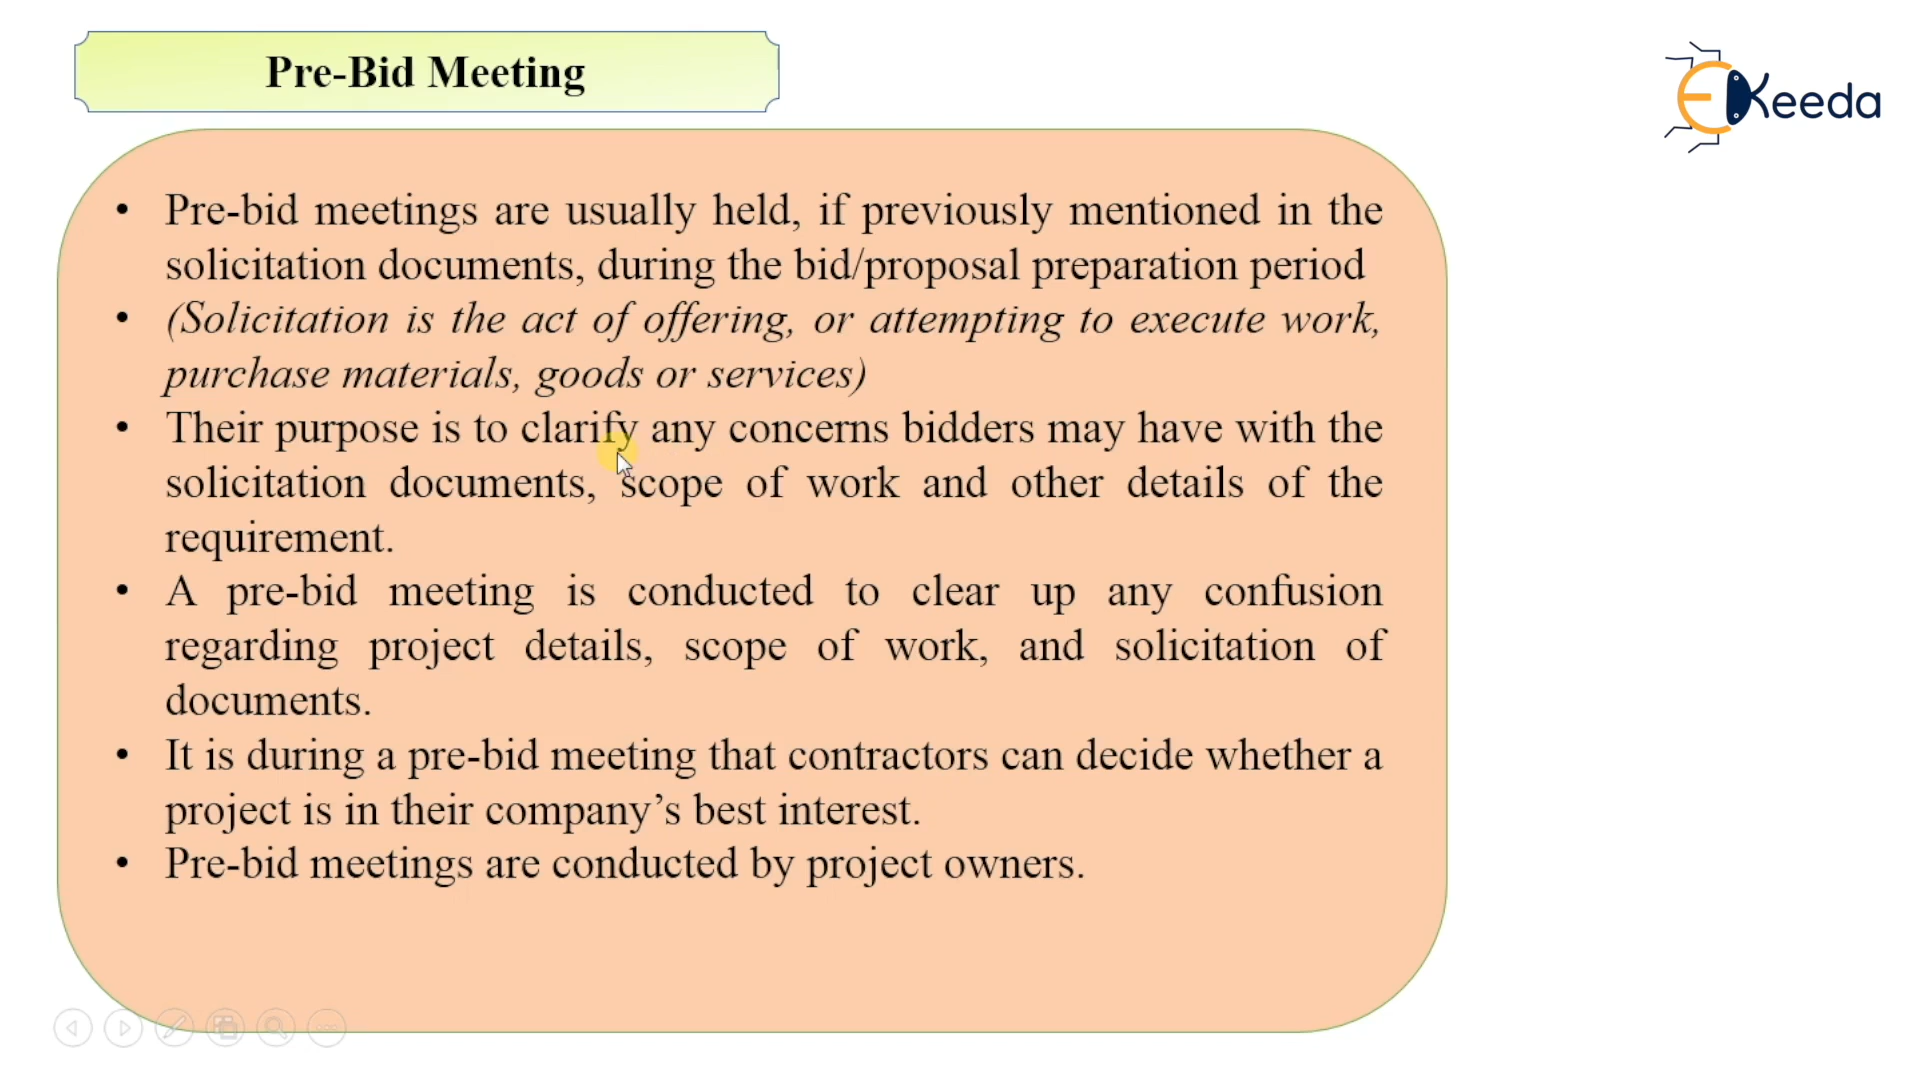 Pre-Bid Meeting
EKeeda
• Pre-bid meetings are usually held, if previously mentioned in the
solicitation documents, during the bid/proposal preparation period
• (Solicitation is the act of offering, or attempting to execute work,
purchase materials, goods or services)
• Their purpose is to clarify any concerns bidders may have with the
solicitation documents, scope of work and other details of the
requirement.
• A pre-bid meeting is conducted to clear up any confusion
regarding project details, scope of work, and solicitation of
documents.
• It is during a pre-bid meeting that contractors can decide whether a
project is in their company’s best interest.
• Pre-bid meetings are conducted by project owners.